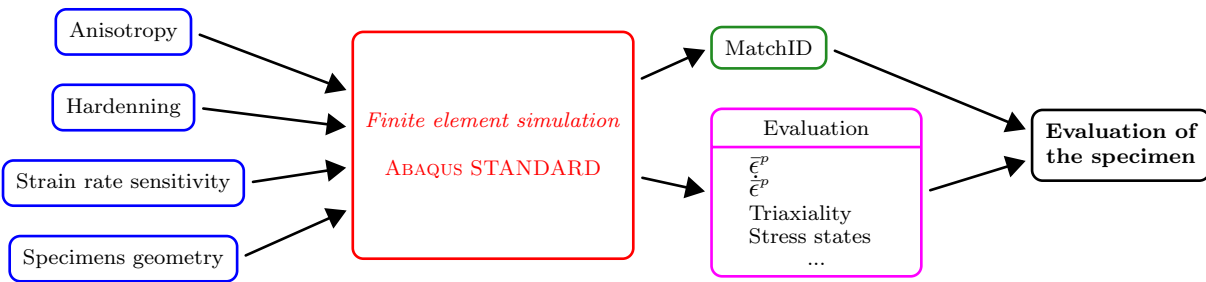 Anisotropy
Hardenning
Strain rate sensitivity
Specimens geometry
Finite element simulation
ABAQUS STANDARD
MatchID
Evaluation
ε̄ᵖ
ε̄̇ᵖ
Triaxiality
Stress states
...
Evaluation of
the specimen